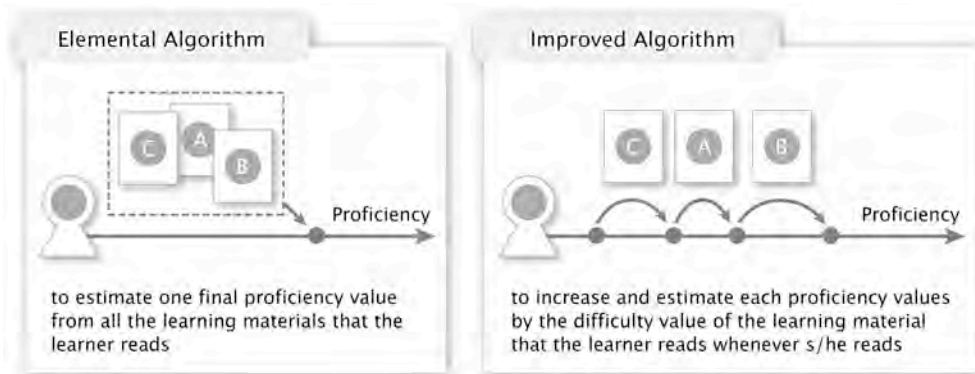 Elemental Algorithm
C
A
B
Proficiency
to estimate one final proficiency value
from all the learning materials that the
learner reads
Improved Algorithm
C
A
B
Proficiency
to increase and estimate each proficiency values
by the difficulty value of the learning material
that the learner reads whenever s/he reads